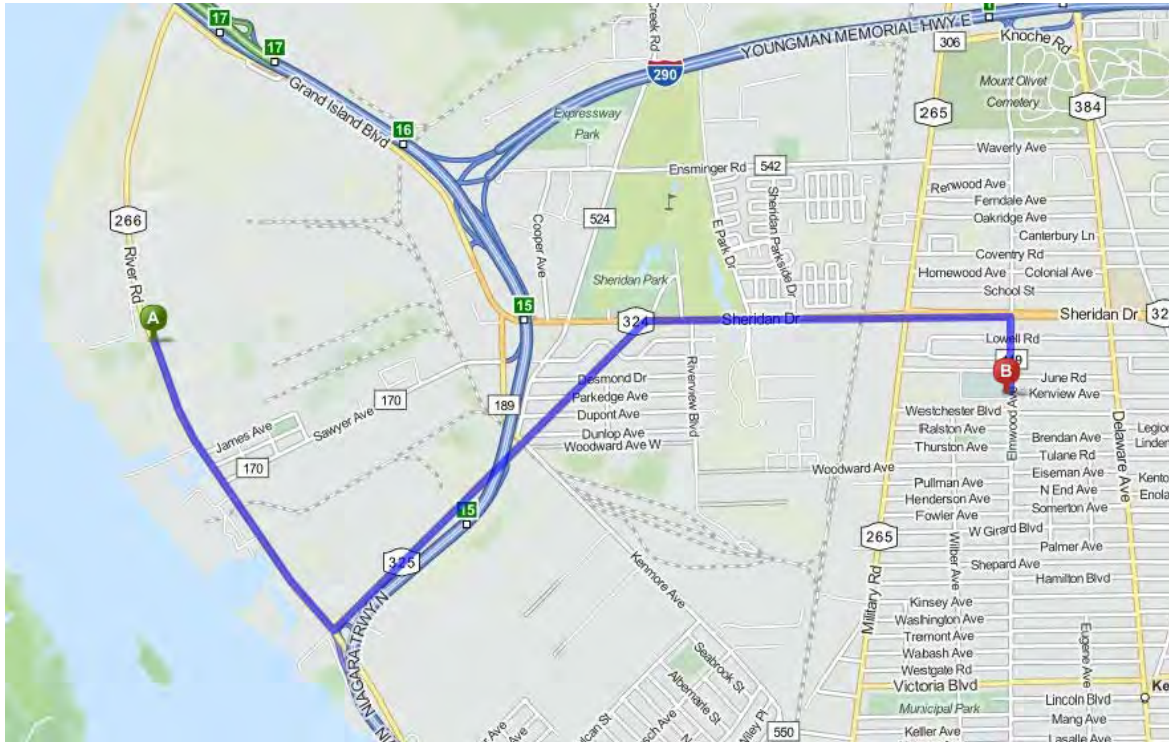 17
17
Grand Island Blvd
16
290
YOUNGMAN MEMORIAL HWY E
Creek Rd
306
Knoche Rd
Mount Olivet
Cemetery
265
384
Expressway
Park
Waverly Ave
Ensminger Rd
542
Renwood Ave
Ferndale Ave
Oakridge Ave
Canterbury Ln
266
River Rd
524
Cooper Ave
E Park Dr
Sheridan Parkside Dr
Coventry Rd
Homewood Ave
Colonial Ave
School St
Sheridan Park
A
15
324
Sheridan Dr
Sheridan Dr
Lowell Rd
B
June Rd
Kenview Ave
Desmond Dr
Parkedge Ave
Dupont Ave
Dunlop Ave
Woodward Ave W
Riverview Blvd
170
189
James Ave
Sawyer Ave
170
Westchester Blvd
Ralston Ave
Thurston Ave
Elmwood Ave
Brendan Ave
Tulane Rd
Eiseman Ave
N End Ave
Somerton Ave
Delaware Ave
Woodward Ave
Pullman Ave
Henderson Ave
Fowler Ave
W Girard Blvd
Palmer Ave
Shepard Ave
Hamilton Blvd
Wilber Ave
15
325
265
Military Rd
Kenmore Ave
NIAGARA TRWY N
Kinsey Ave
Washington Ave
Tremont Ave
Wabash Ave
Westgate Rd
Victoria Blvd
Eugene Ave
Lincoln Blvd
Municipal Park
Mang Ave
Keller Ave
Lasalle Ave
Seabrook St
Albemarle St
Wiley Pl
550